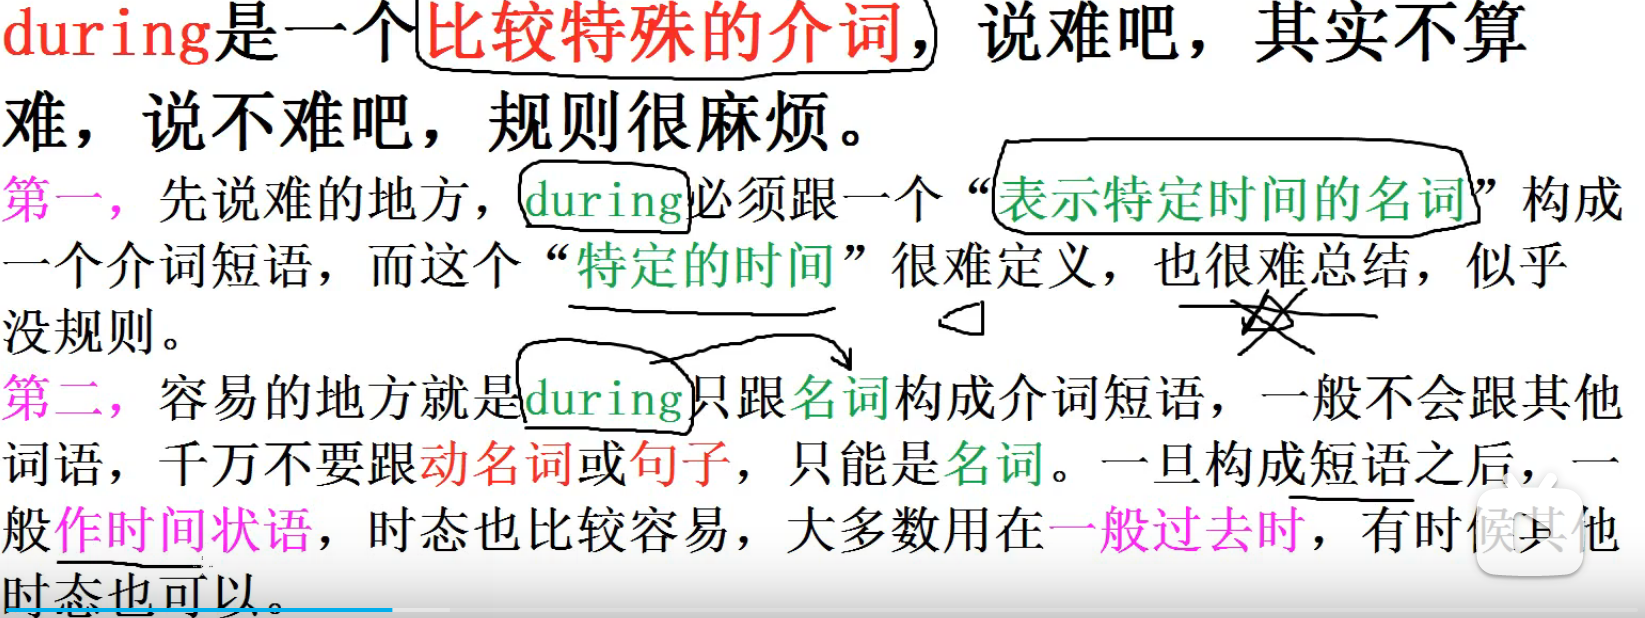 during是一个比较特殊的介词，说难吧，其实不算
难，说不难吧，规则很麻烦。
第一，先说难的地方，during必须跟一个“表示特定时间的名词”构成
一个介词短语，而这个“特定的时间”很难定义，也很难总结，似乎
没规则。
第二，容易的地方就是during只跟名词构成介词短语，一般不会跟其他
词语，千万不要跟动名词或句子，只能是名词。一旦构成短语之后，一
般作时间状语，时态也比较容易，大多数用在一般过去时，有时候其他
时态也可以。